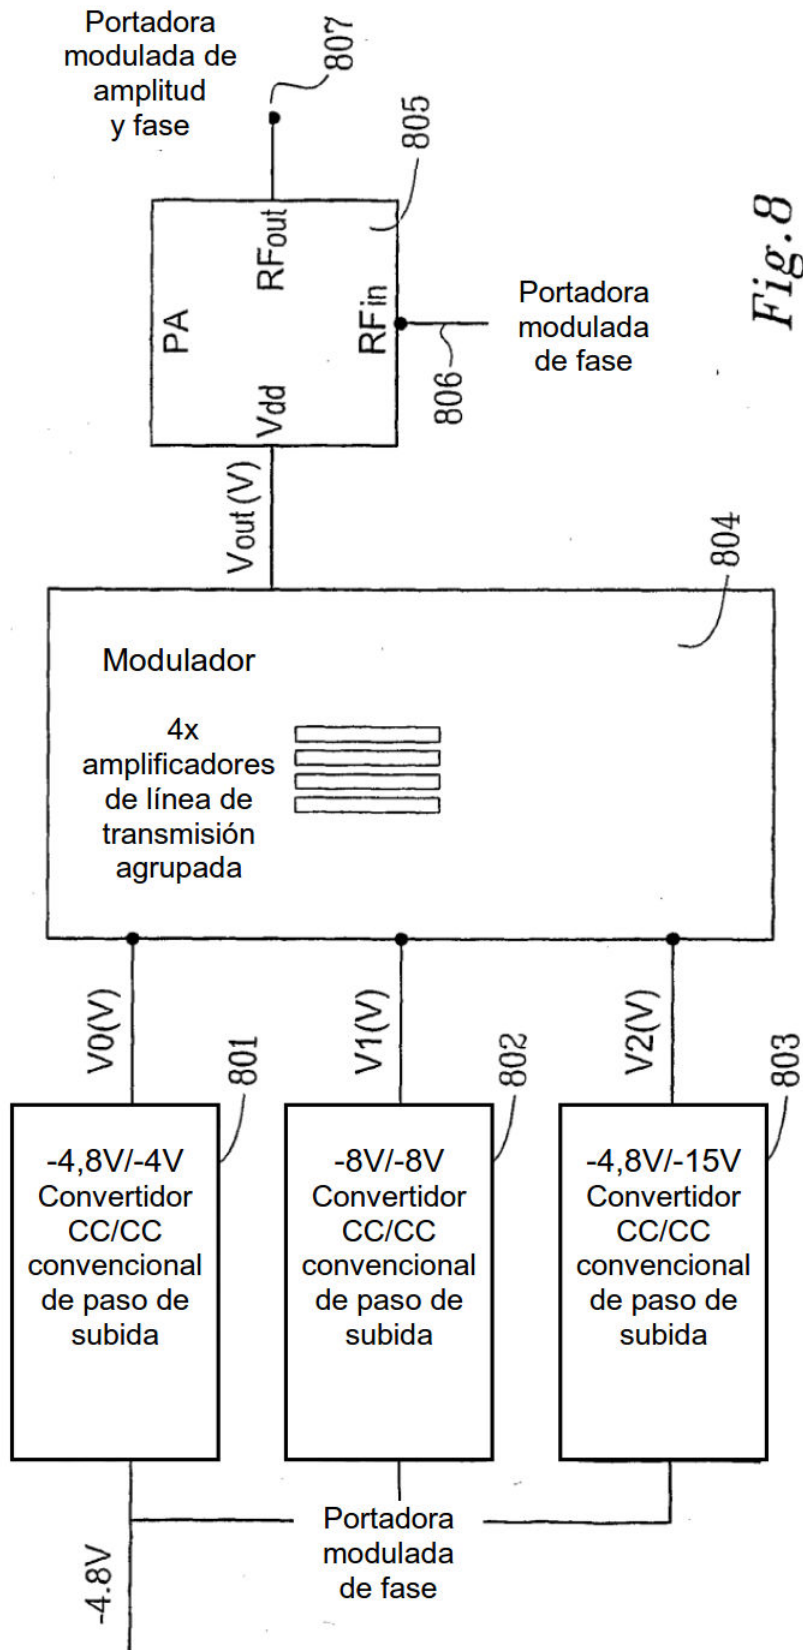 Portadora
modulada de
amplitud
y fase
807
805
PA
RFout
RFin
Vdd
Portadora
modulada
de fase
806
Fig.8
Vout(V)
804
Modulador
4x
amplificadores
de línea de
transmisión
agrupada
V0(V)
801
V1(V)
802
V2(V)
803
-4,8V/-4V
Convertidor
CC/CC
convencional
de paso de
subida
-8V/-8V
Convertidor
CC/CC
convencional
de paso de
subida
-4,8V/-15V
Convertidor
CC/CC
convencional
de paso de
subida
-4.8V
Portadora
modulada
de fase